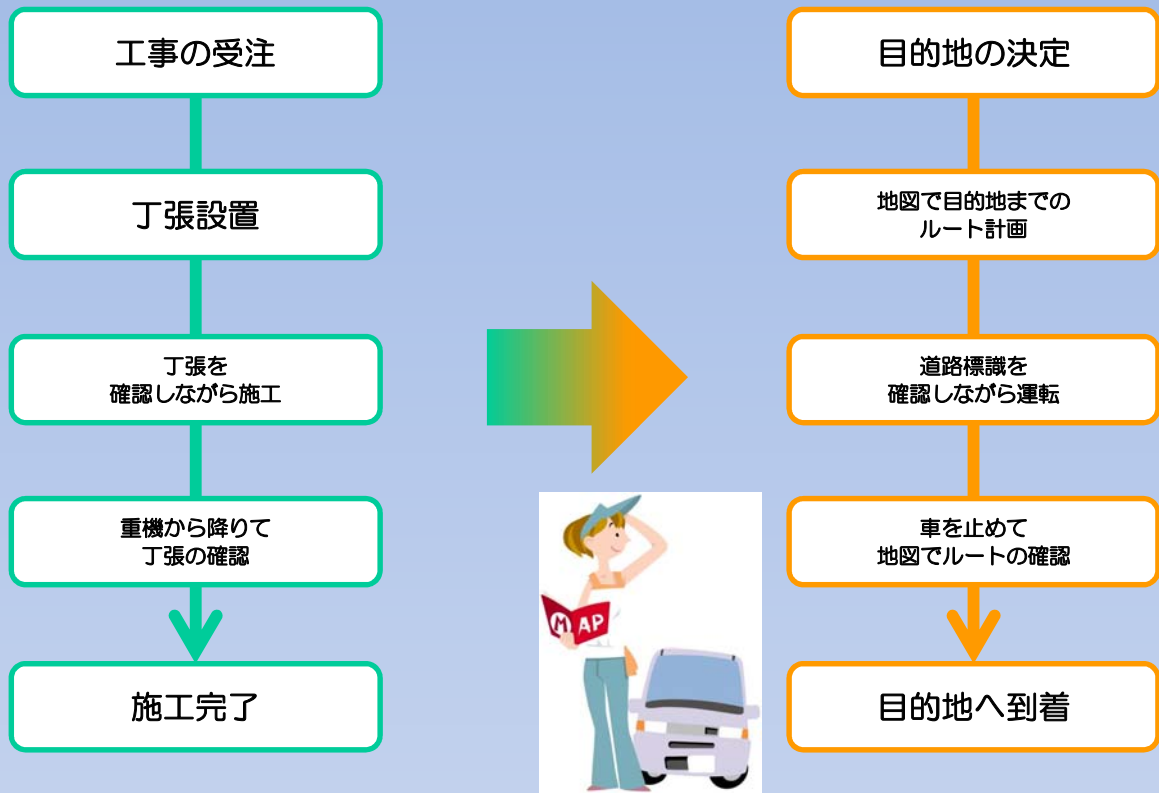 工事の受注
丁張設置
丁張を
確認しながら施工
重機から降りて
丁張の確認
施工完了
MAP
目的地の決定
地図で目的地までの
ルート計画
道路標識を
確認しながら運転
車を止めて
地図でルートの確認
目的地へ到着